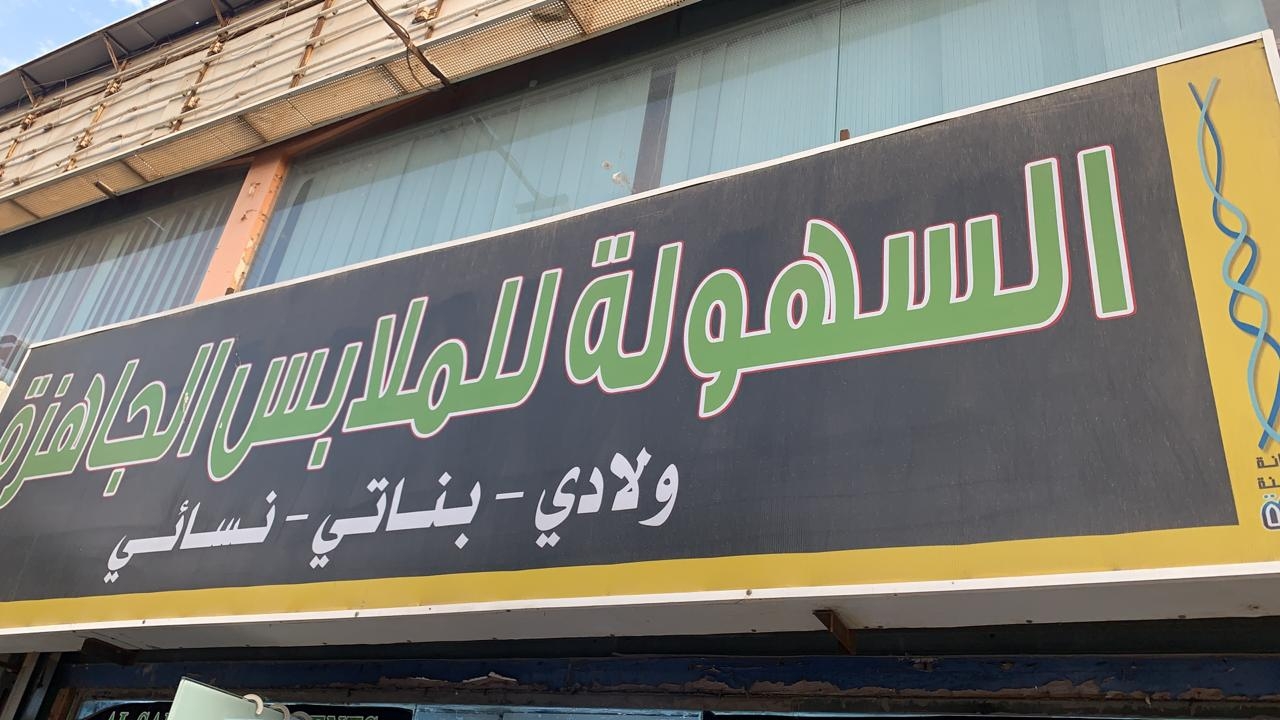 السهولة للملابس الجاهزة
ولادي - بناتي - نسائي